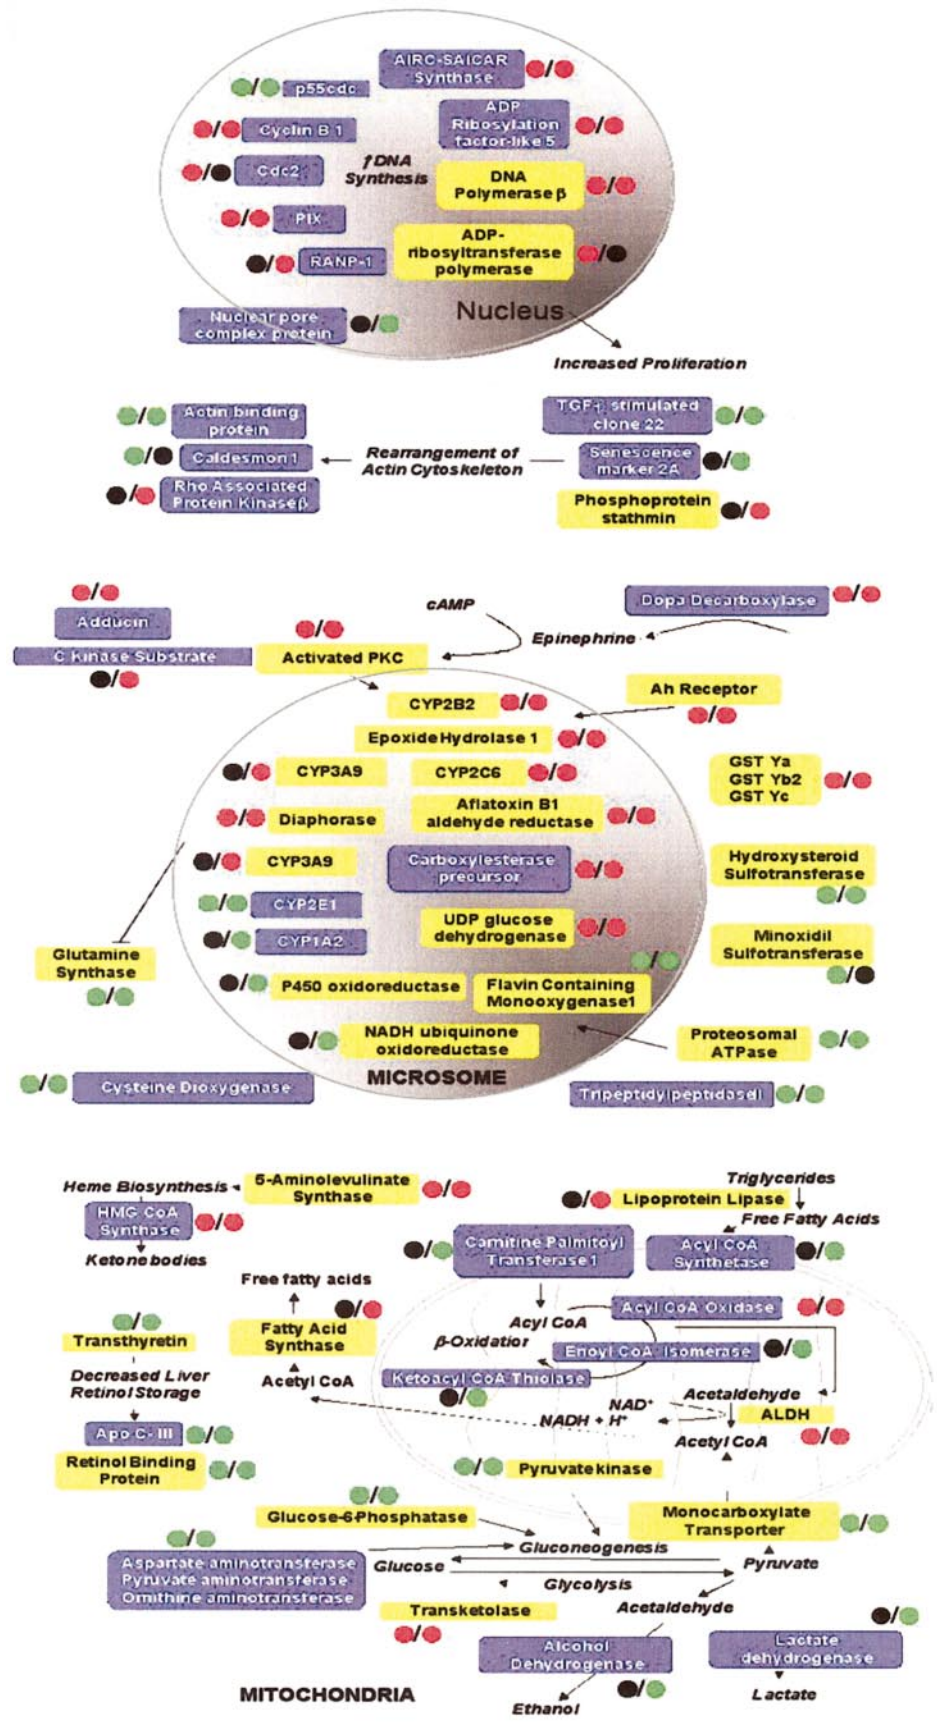 AIRC-SAICAR
Synthase
p55cdc
ADP
Ribosylation
factor-like 5
Cyclin B 1
Cdc2
DNA
Synthesis
DNA
Polymerase β
PIX
ADP-
ribosyltransferase
polymerase
RANP-1
Nuclear pore
complex protein
Nucleus
Increased Proliferation
Actin binding
protein
TGF stimulated
clone 22
Caldesmon 1
Rearrangement of
Actin Cytoskeleton
Senescence
marker 2A
Rho Associated
Protein Kinase β
Phosphoprotein
stathmin
Adducin
cAMP
Dopa Decarboxylase
Epinephrine
C Kinase Substrate
Activated PKC
CYP2B2
Ah Receptor
Epoxide Hydrolase 1
CYP3A9
CYP2C6
GST Ya
GST Yb2
GST Yc
Diaphorase
Aflatoxin B1
aldehyde reductase
CYP3A9
Carboxylesterase
precursor
Hydroxysteroid
Sulfotransferase
CYP2E1
UDP glucose
dehydrogenase
CYP1A2
Minoxidil
Sulfotransferase
Glutamine
Synthase
P450 oxidoreductase
Flavin Containing
Monooxygenase1
NADH ubiquinone
oxidoreductase
Proteosomal
ATPase
MICROSOME
Cysteine Dioxygenase
TripeptidylpeptidaseII
Heme Biosynthesis
5-Aminolevulinate
Synthase
Triglycerides
Lipoprotein Lipase
HMG CoA
Synthase
Free Fatty Acids
Ketone bodies
Carnitine Palmitoyl
Transferase 1
Acyl CoA
Synthetase
Free fatty acids
Acyl CoA
Acyl CoA Oxidase
Transthyretin
Fatty Acid
Synthase
β-Oxidatior
Enoyl CoA Isomerase
Decreased Liver
Retinol Storage
Acetyl CoA
Ketoacyl CoA Thiolase
Acetaldehyde
NAD+
NADH + H+
ALDH
Apo C- III
Acetyl CoA
Retinol Binding
Protein
Pyruvate kinase
Glucose-6-Phosphatase
Monocarboxylate
Transporter
Gluconeogenesis
Aspartate aminotransferase
Pyruvate aminotransferase
Ornithine aminotransferase
Glucose
Pyruvate
Glycolysis
Transketolase
Acetaldehyde
Alcohol
Dehydrogenase
Lactate
dehydrogenase
MITOCHONDRIA
Ethanol
Lactate